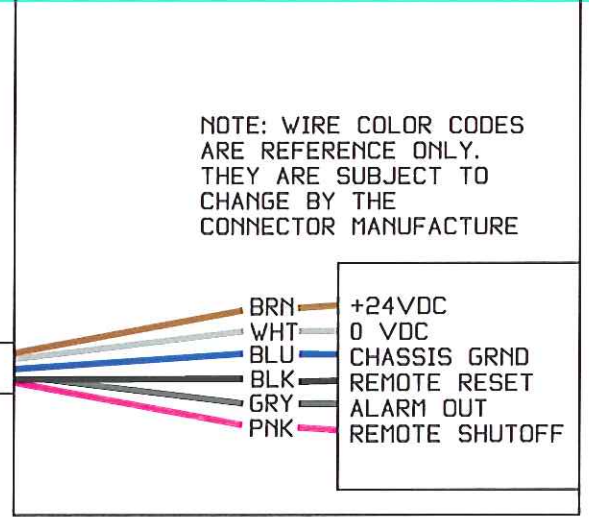 NOTE: WIRE COLOR CODES
ARE REFERENCE ONLY.
THEY ARE SUBJECT TO
CHANGE BY THE
CONNECTOR MANUFACTURE
BRN +24VDC
WHT 0 VDC
BLU CHASSIS GRND
BLK REMOTE RESET
GRY ALARM OUT
PNK REMOTE SHUTOFF